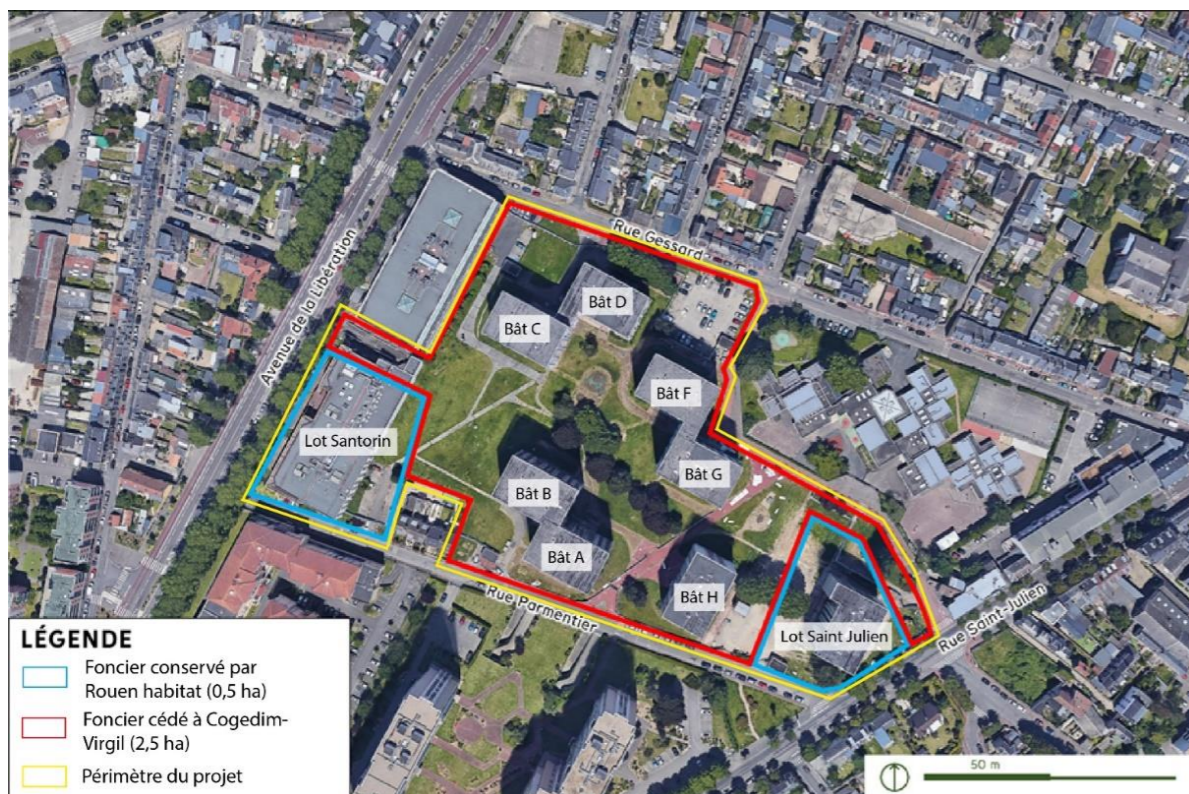 Rue Gessard
Avenue de la Libération
Bât D
Bât C
Bât F
Lot Santorin
Bât G
Bât B
Bât A
Bât H
Rue Parmentier
Lot Saint Julien
Rue Saint-Julien
LÉGENDE
Foncier conservé par
Rouen habitat (0,5 ha)
Foncier cédé à Cogedim-
Virgil (2,5 ha)
Périmètre du projet
50 m